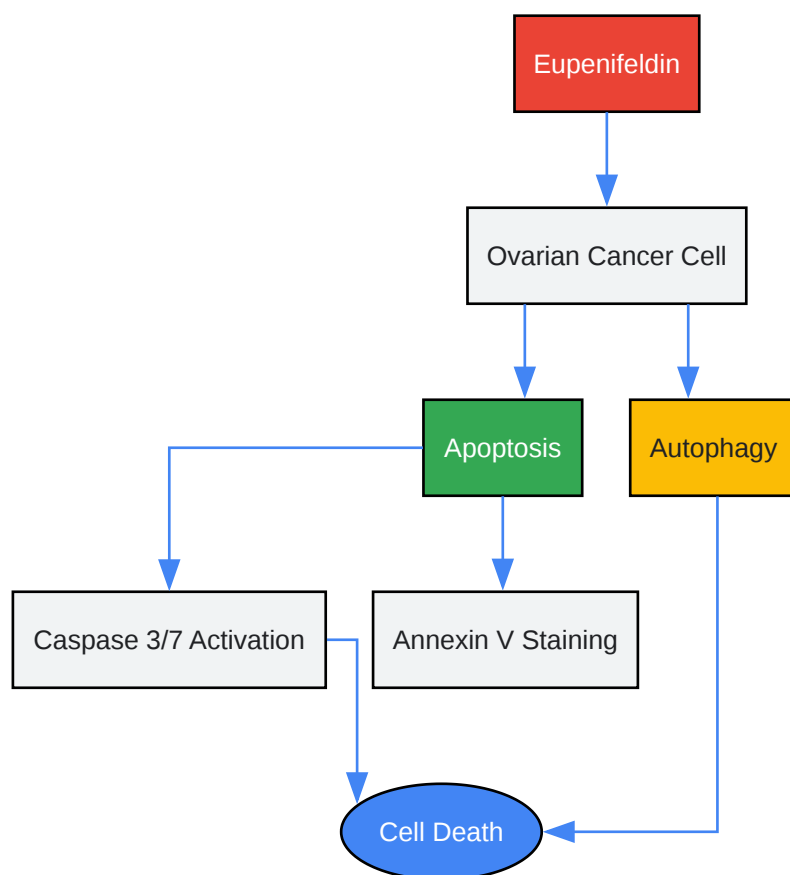 Eupenifeldin
Ovarian Cancer Cell
Apoptosis
Autophagy
Caspase 3/7 Activation
Annexin V Staining
Cell Death